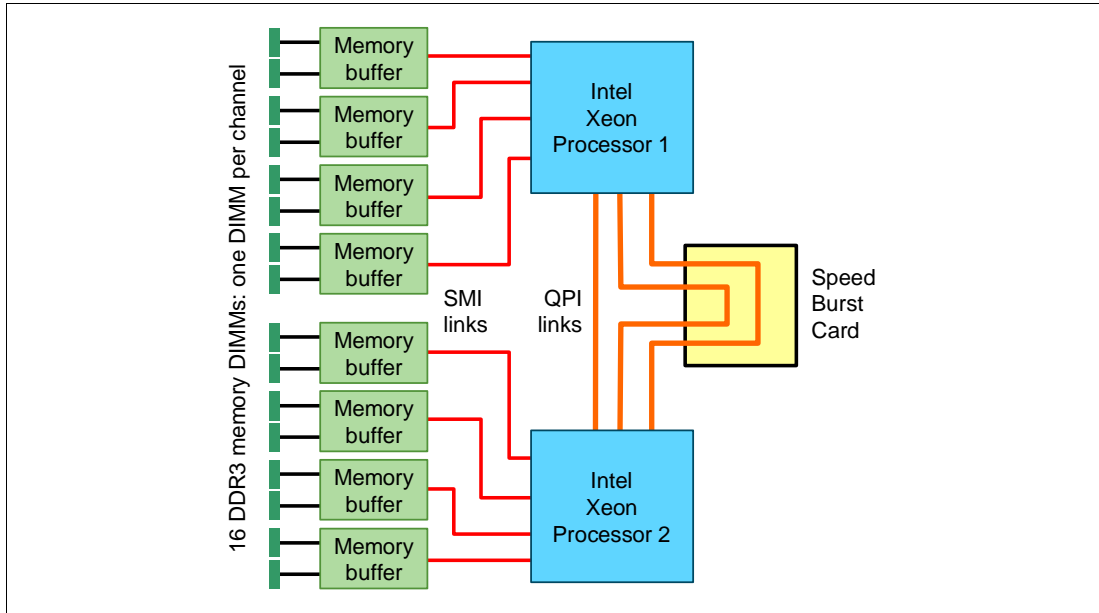 16 DDR3 memory DIMMs: one DIMM per channel
Memory
buffer
Memory
buffer
Memory
buffer
Memory
buffer
Intel
Xeon
Processor 1
SMI
links
QPI
links
Speed
Burst
Card
Memory
buffer
Memory
buffer
Memory
buffer
Memory
buffer
Intel
Xeon
Processor 2